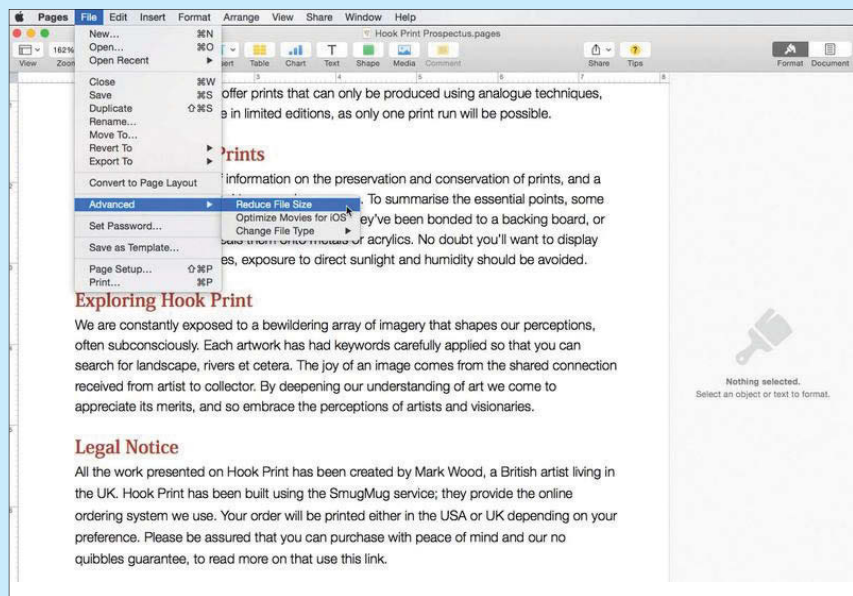 Pages File Edit Insert Format Arrange View Share Window Help
Hook Print Prospectus.pages
162%
View Zoom Insert Table Chart Text Shape Media Comment Share Tips Format Document
New... ⌘N
Open... ⌘O
Open Recent
Close ⌘W
Save ⌘S
Duplicate ⇧⌘S
Rename...
Move To...
Revert To
Export To
Convert to Page Layout
Advanced
Set Password...
Save as Template...
Page Setup... ⇧⌘P
Print... ⌘P
Reduce File Size
Optimize Movies for iOS
Change File Type
3 4 5 6 7 8
offer prints that can only be produced using analogue techniques,
in limited editions, as only one print run will be possible.
Prints
information on the preservation and conservation of prints, and a
To summarise the essential points, some
they've been bonded to a backing board, or
seals them onto metals or acrylics. No doubt you'll want to display
exposure to direct sunlight and humidity should be avoided.
Exploring Hook Print
We are constantly exposed to a bewildering array of imagery that shapes our perceptions,
often subconsciously. Each artwork has had keywords carefully applied so that you can
search for landscape, rivers et cetera. The joy of an image comes from the shared connection
received from artist to collector. By deepening our understanding of art we come to
appreciate its merits, and so embrace the perceptions of artists and visionaries.
Legal Notice
All the work presented on Hook Print has been created by Mark Wood, a British artist living in
the UK. Hook Print has been built using the SmugMug service; they provide the online
ordering system we use. Your order will be printed either in the USA or UK depending on your
preference. Please be assured that you can purchase with peace of mind and our no
quibbles guarantee, to read more on that use this link.
Nothing selected.
Select an object or text to format.